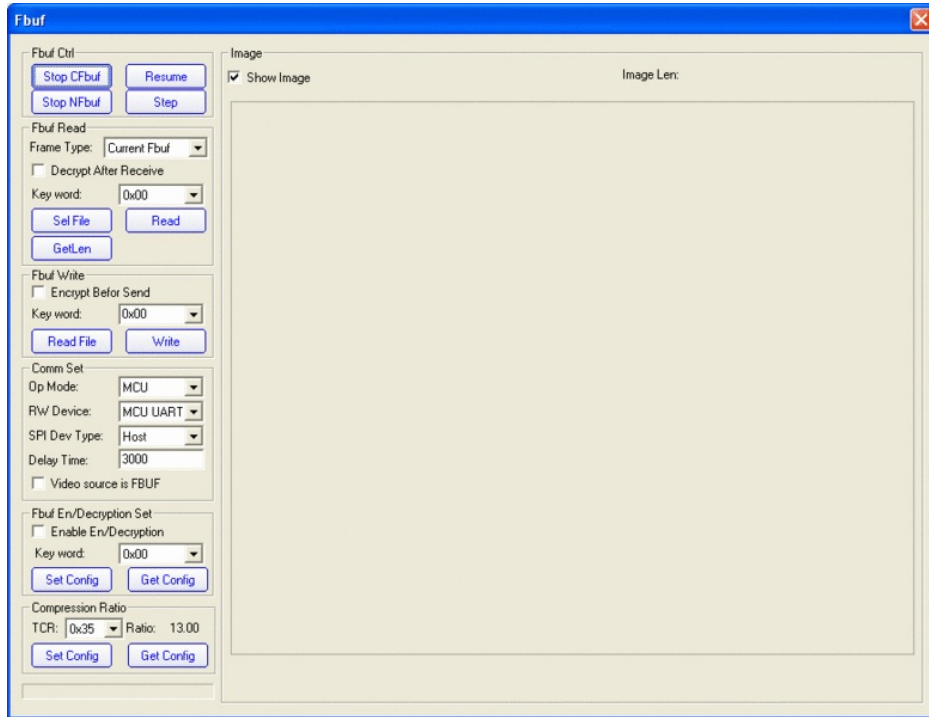 Fbuf
Fbuf Ctrl
Stop CFbuf Resume
Stop NFbuf Step
Fbuf Read
Frame Type: Current Fbuf
Decrypt After Receive
Key word: 0x00
Sel File Read
GetLen
Fbuf Write
Encrypt Befor Send
Key word: 0x00
Read File Write
Comm Set
Op Mode: MCU
RW Device: MCU UART
SPI Dev Type: Host
Delay Time: 3000
Video source is FBUF
Fbuf En/Decryption Set
Enable En/Decryption
Key word: 0x00
Set Config Get Config
Compression Ratio
TCR: 0x35 Ratio: 13.00
Set Config Get Config
Image
Show Image Image Len: